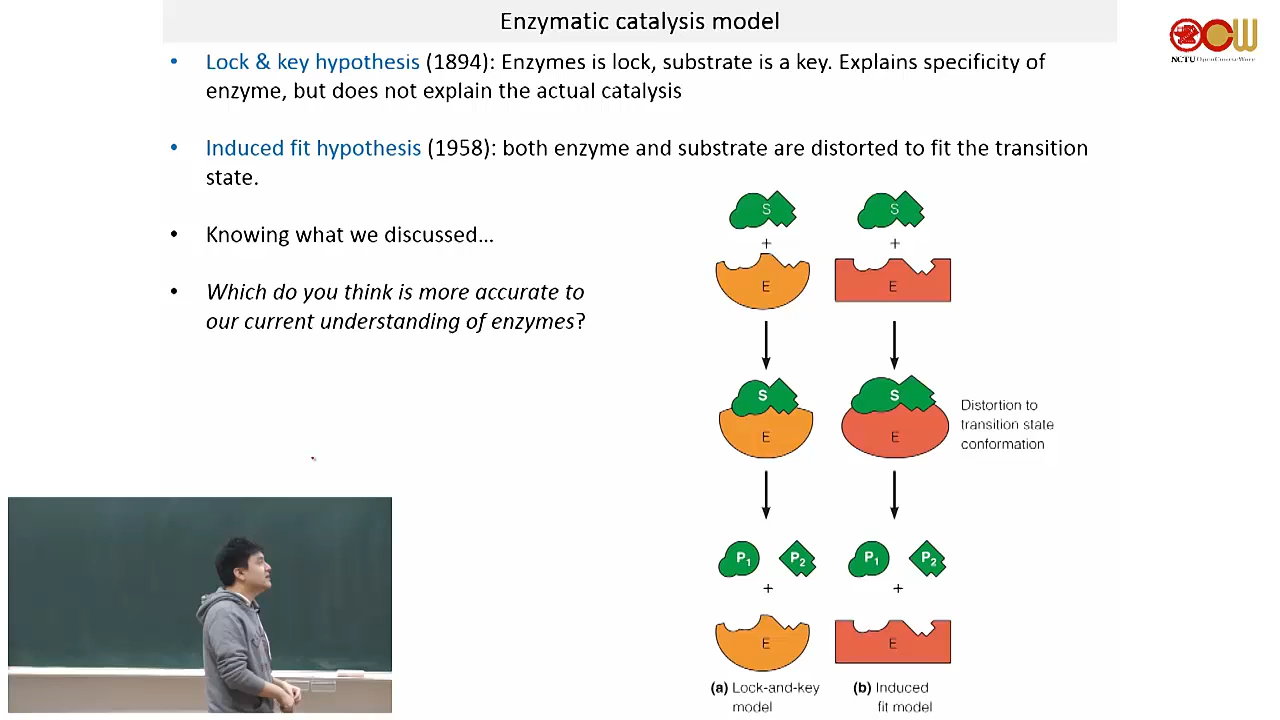 Enzymatic catalysis model
NCTU OpenCourseWare
• Lock & key hypothesis (1894): Enzymes is lock, substrate is a key. Explains specificity of
enzyme, but does not explain the actual catalysis
• Induced fit hypothesis (1958): both enzyme and substrate are distorted to fit the transition
state.
• Knowing what we discussed...
• Which do you think is more accurate to
our current understanding of enzymes?
S S
+ +
E E
S S
E E
Distortion to
transition state
conformation
P1 P2 P1 P2
+ +
E E
(a) Lock-and-key
model
(b) Induced
fit model